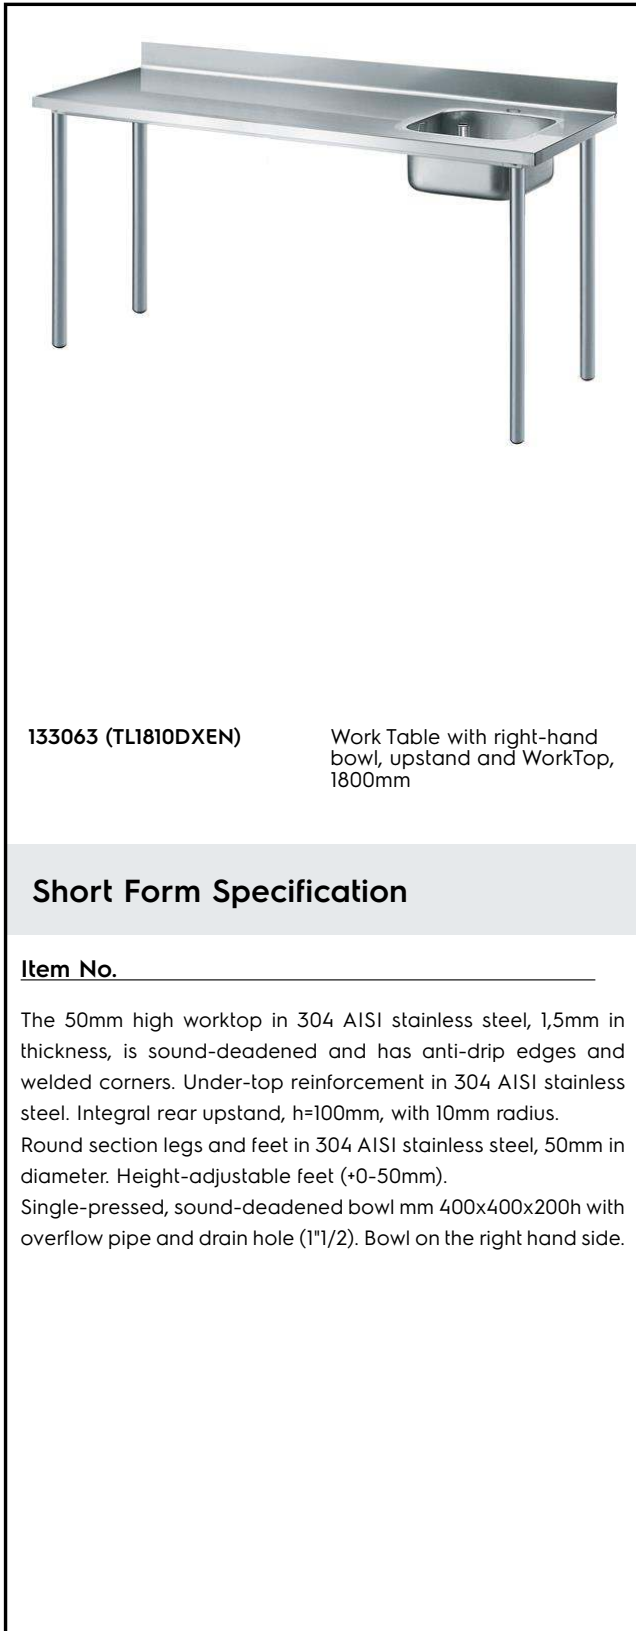 133063 (TL1810DXEN)
Work Table with right-hand
bowl, upstand and WorkTop,
1800mm
Short Form Specification
Item No.
The 50mm high worktop in 304 AISI stainless steel, 1,5mm in
thickness, is sound-deadened and has anti-drip edges and
welded corners. Under-top reinforcement in 304 AISI stainless
steel. Integral rear upstand, h=100mm, with 10mm radius.
Round section legs and feet in 304 AISI stainless steel, 50mm in
diameter. Height-adjustable feet (+0-50mm).
Single-pressed, sound-deadened bowl mm 400x400x200h with
overflow pipe and drain hole (1"1/2). Bowl on the right hand side.